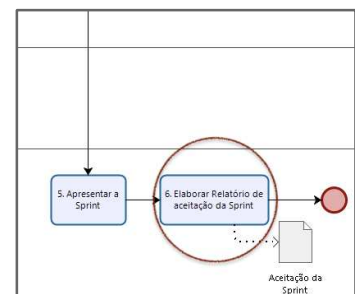 5. Apresentar a
Sprint
6. Elaborar Relatório de
aceitação da Sprint
Aceitação da
Sprint